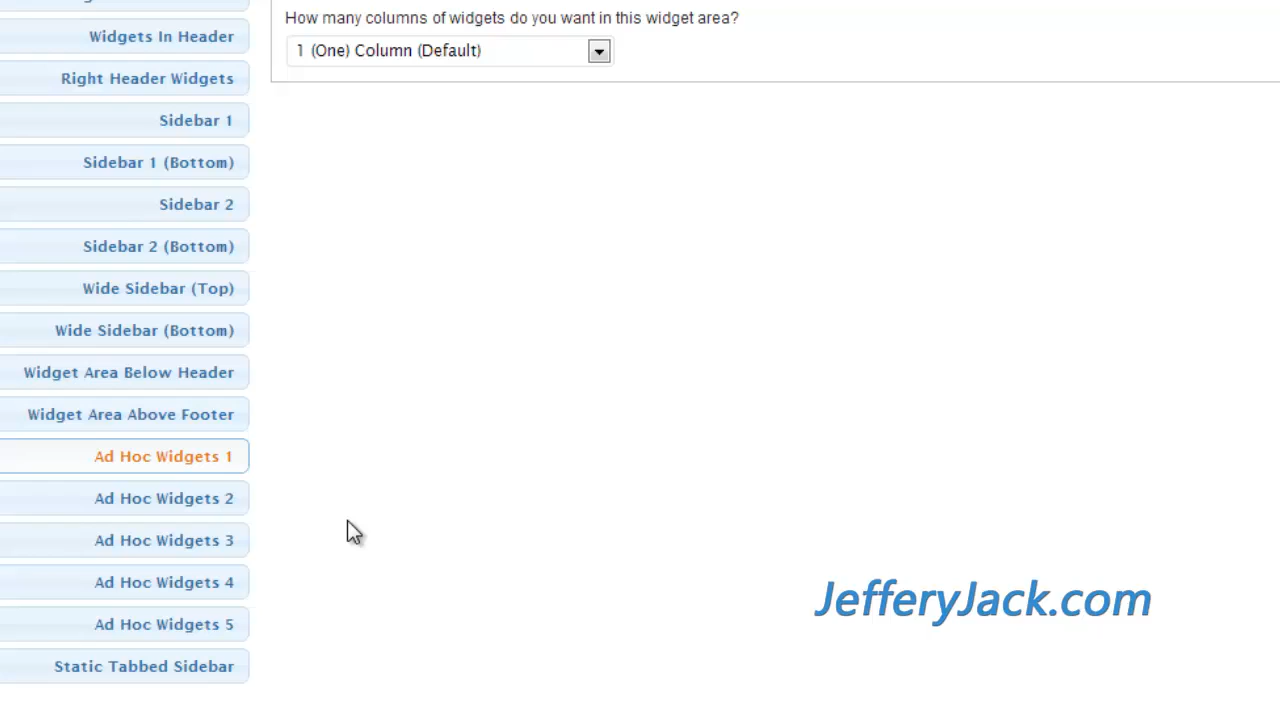 How many columns of widgets do you want in this widget area?
1 (One) Column (Default)
Widgets In Header
Right Header Widgets
Sidebar 1
Sidebar 1 (Bottom)
Sidebar 2
Sidebar 2 (Bottom)
Wide Sidebar (Top)
Wide Sidebar (Bottom)
Widget Area Below Header
Widget Area Above Footer
Ad Hoc Widgets 1
Ad Hoc Widgets 2
Ad Hoc Widgets 3
Ad Hoc Widgets 4
Ad Hoc Widgets 5
Static Tabbed Sidebar
JefferyJack.com